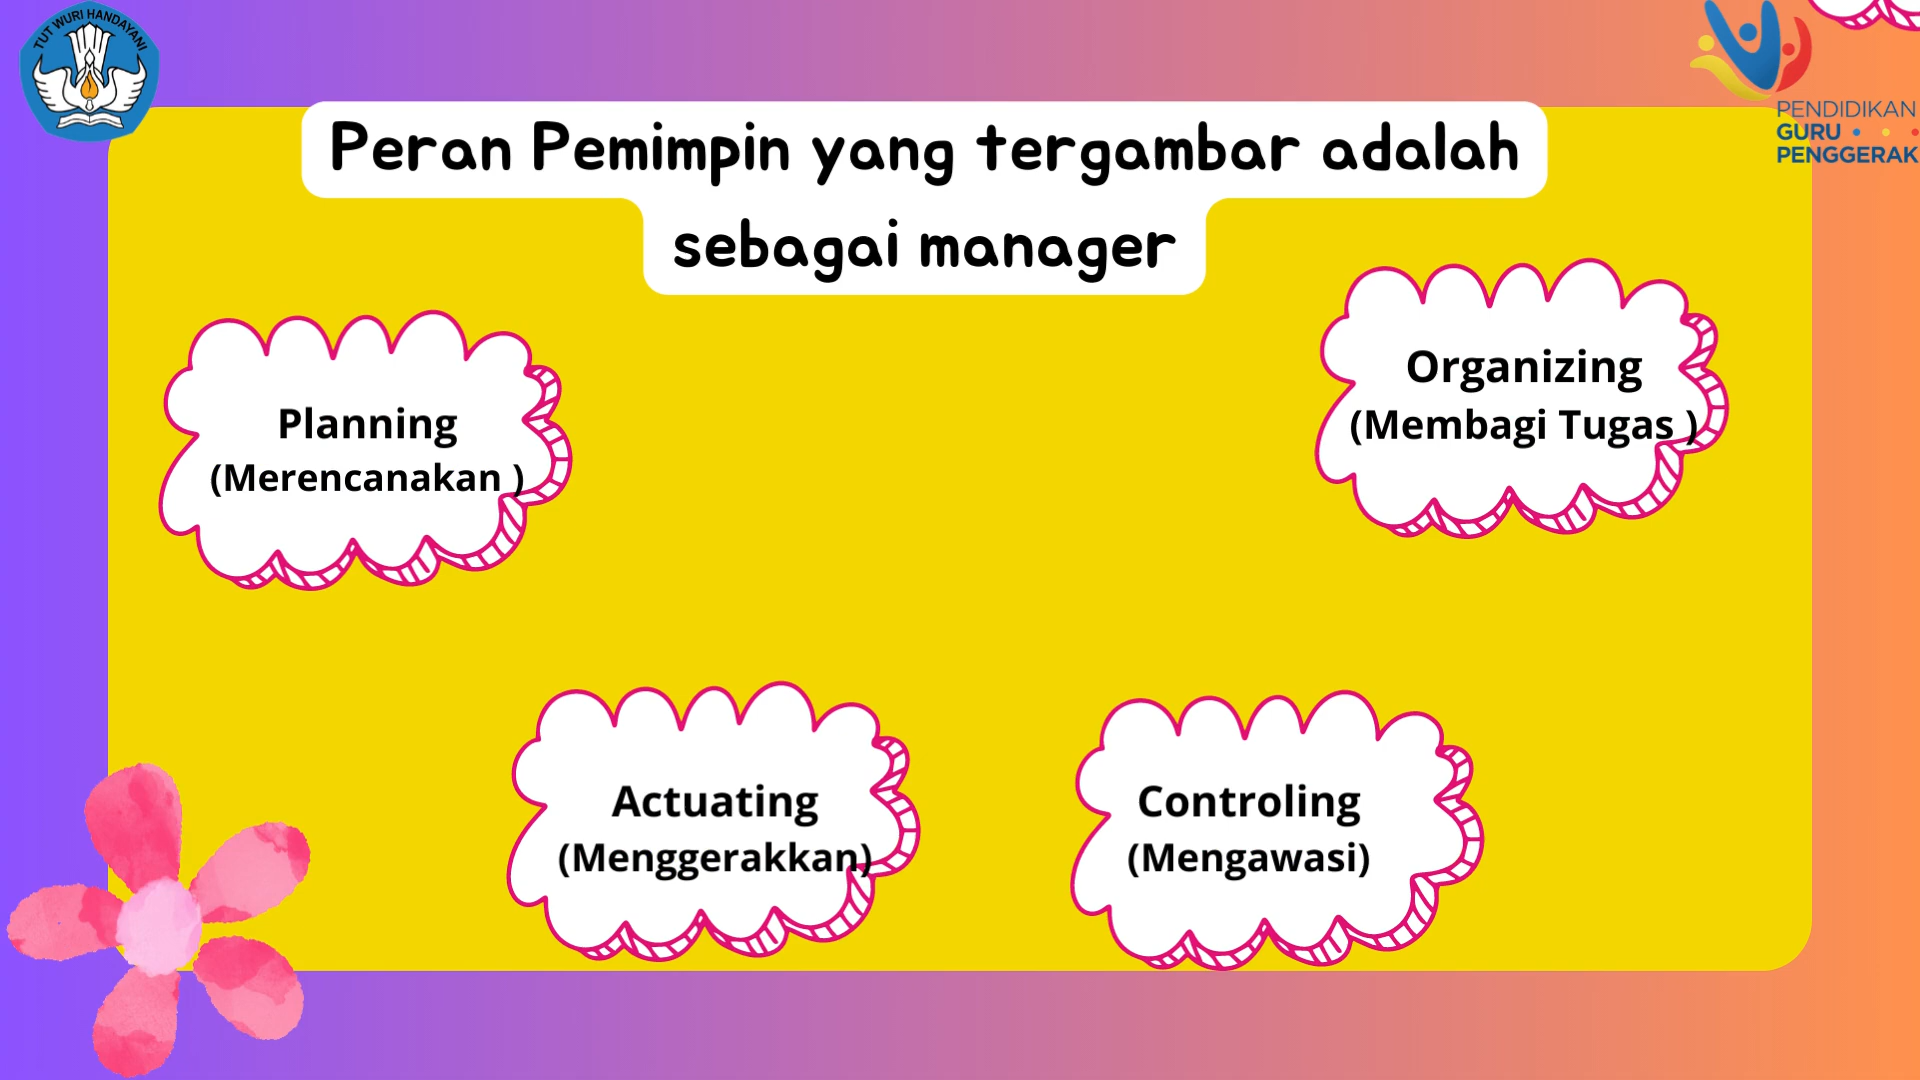 TUT WURI HANDAYANI
PENDIDIKAN
GURU
PENGGERAK
Peran Pemimpin yang tergambar adalah
sebagai manager
Planning
(Merencanakan )
Organizing
(Membagi Tugas )
Actuating
(Menggerakkan)
Controling
(Mengawasi)